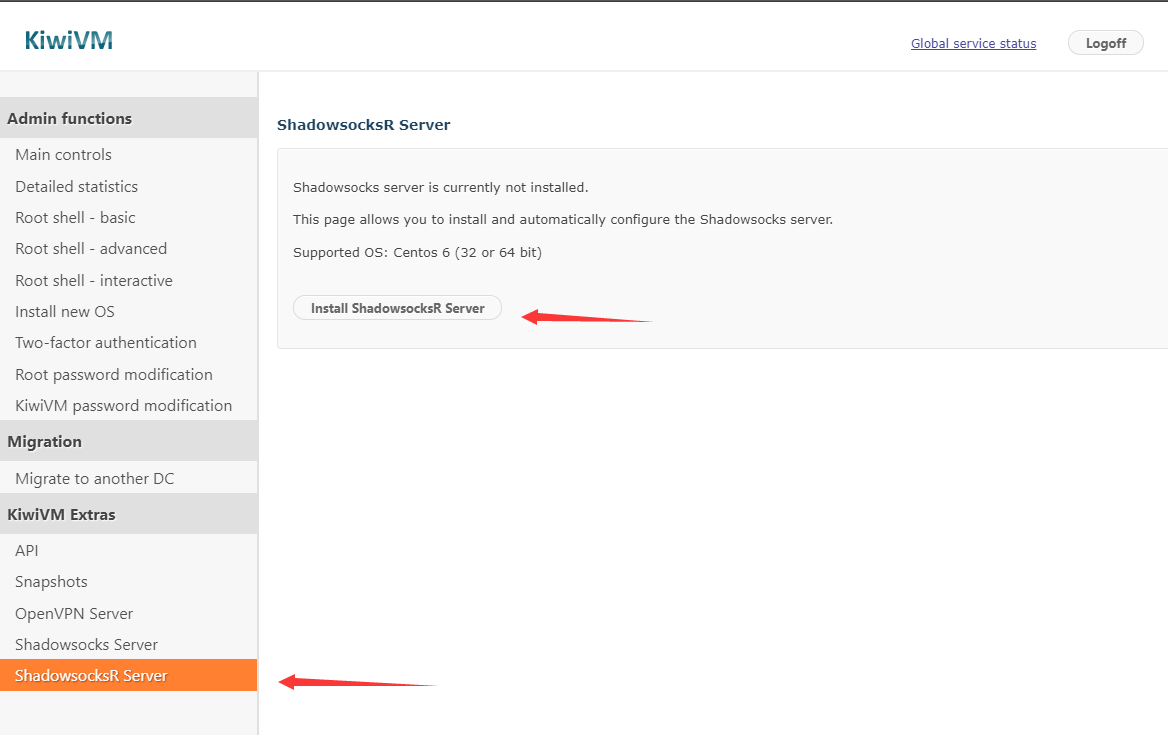 KiwiVM
Global service status
Logoff
Admin functions
Main controls
Detailed statistics
Root shell - basic
Root shell - advanced
Root shell - interactive
Install new OS
Two-factor authentication
Root password modification
KiwiVM password modification
Migration
Migrate to another DC
KiwiVM Extras
API
Snapshots
OpenVPN Server
Shadowsocks Server
ShadowsocksR Server
ShadowsocksR Server
Shadowsocks server is currently not installed.
This page allows you to install and automatically configure the Shadowsocks server.
Supported OS: Centos 6 (32 or 64 bit)
Install ShadowsocksR Server